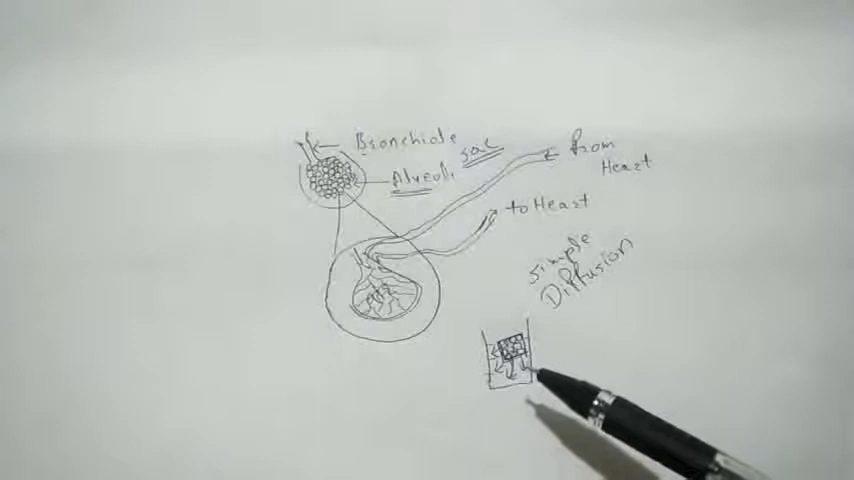 Bronchiole
Alveoli sac
from
Heart
to Heart
simple
Diffusion